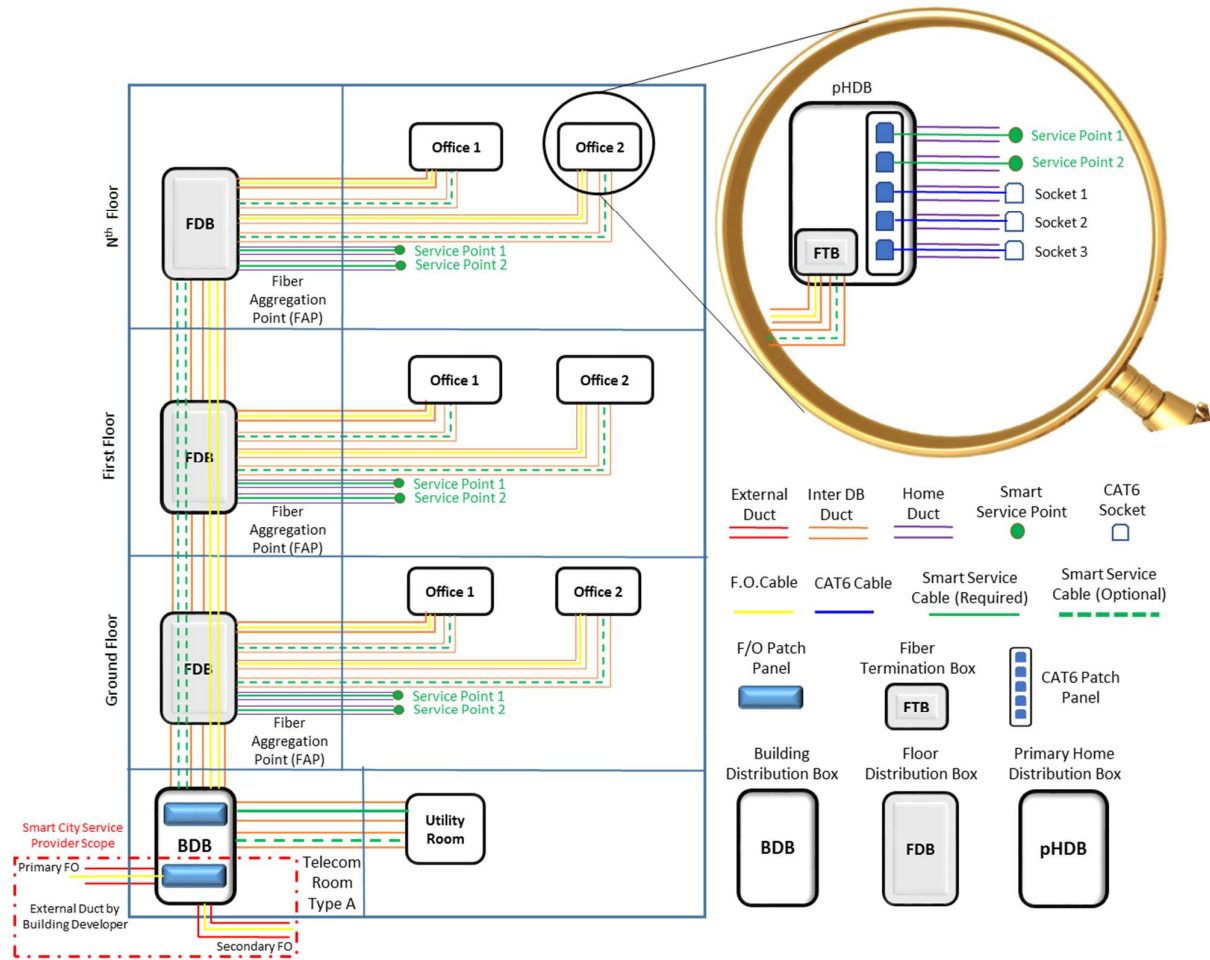 pHDB
Service Point 1
Service Point 2
Socket 1
Socket 2
Socket 3
FTB
Nth Floor
Office 1
Office 2
FDB
Service Point 1
Service Point 2
Fiber
Aggregation
Point (FAP)
First Floor
Office 1
Office 2
FDB
Service Point 1
Service Point 2
Fiber
Aggregation
Point (FAP)
Ground Floor
Office 1
Office 2
FDB
Service Point 1
Service Point 2
Fiber
Aggregation
Point (FAP)
BDB
Utility
Room
Telecom
Room
Type A
Smart City Service
Provider Scope
Primary FO
External Duct by
Building Developer
Secondary FO
External
Duct
Inter DB
Duct
Home
Duct
Smart
Service Point
CAT6
Socket
F.O.Cable
CAT6 Cable
Smart Service
Cable (Required)
Smart Service
Cable (Optional)
F/O Patch
Panel
Fiber
Termination Box
FTB
CAT6 Patch
Panel
Building
Distribution Box
BDB
Floor
Distribution Box
FDB
Primary Home
Distribution Box
pHDB